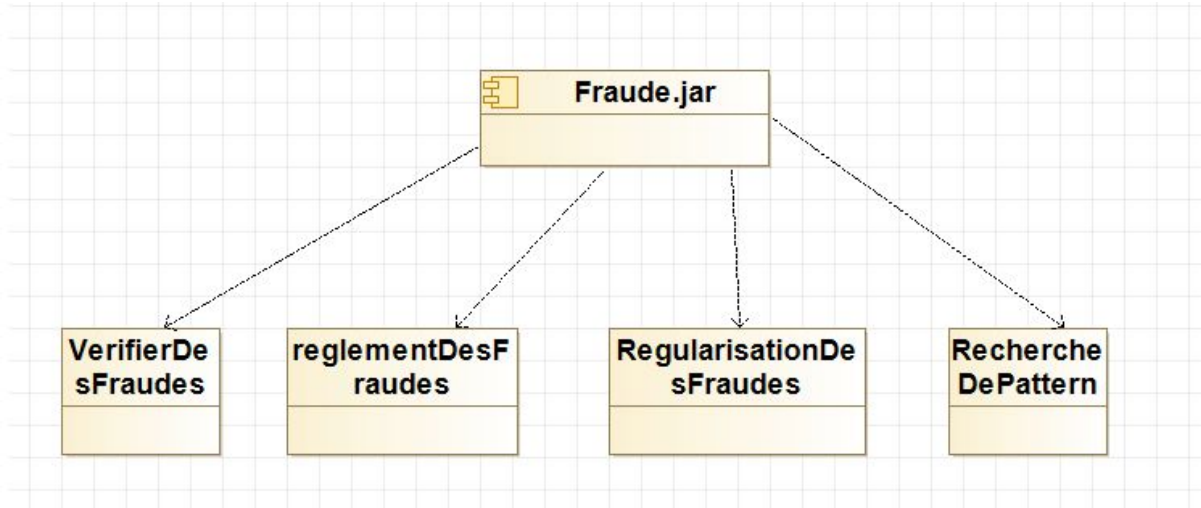 Fraude.jar
VerifierDe
sFraudes
reglementDesF
raudes
RegularisationDe
sFraudes
Recherche
DePattern